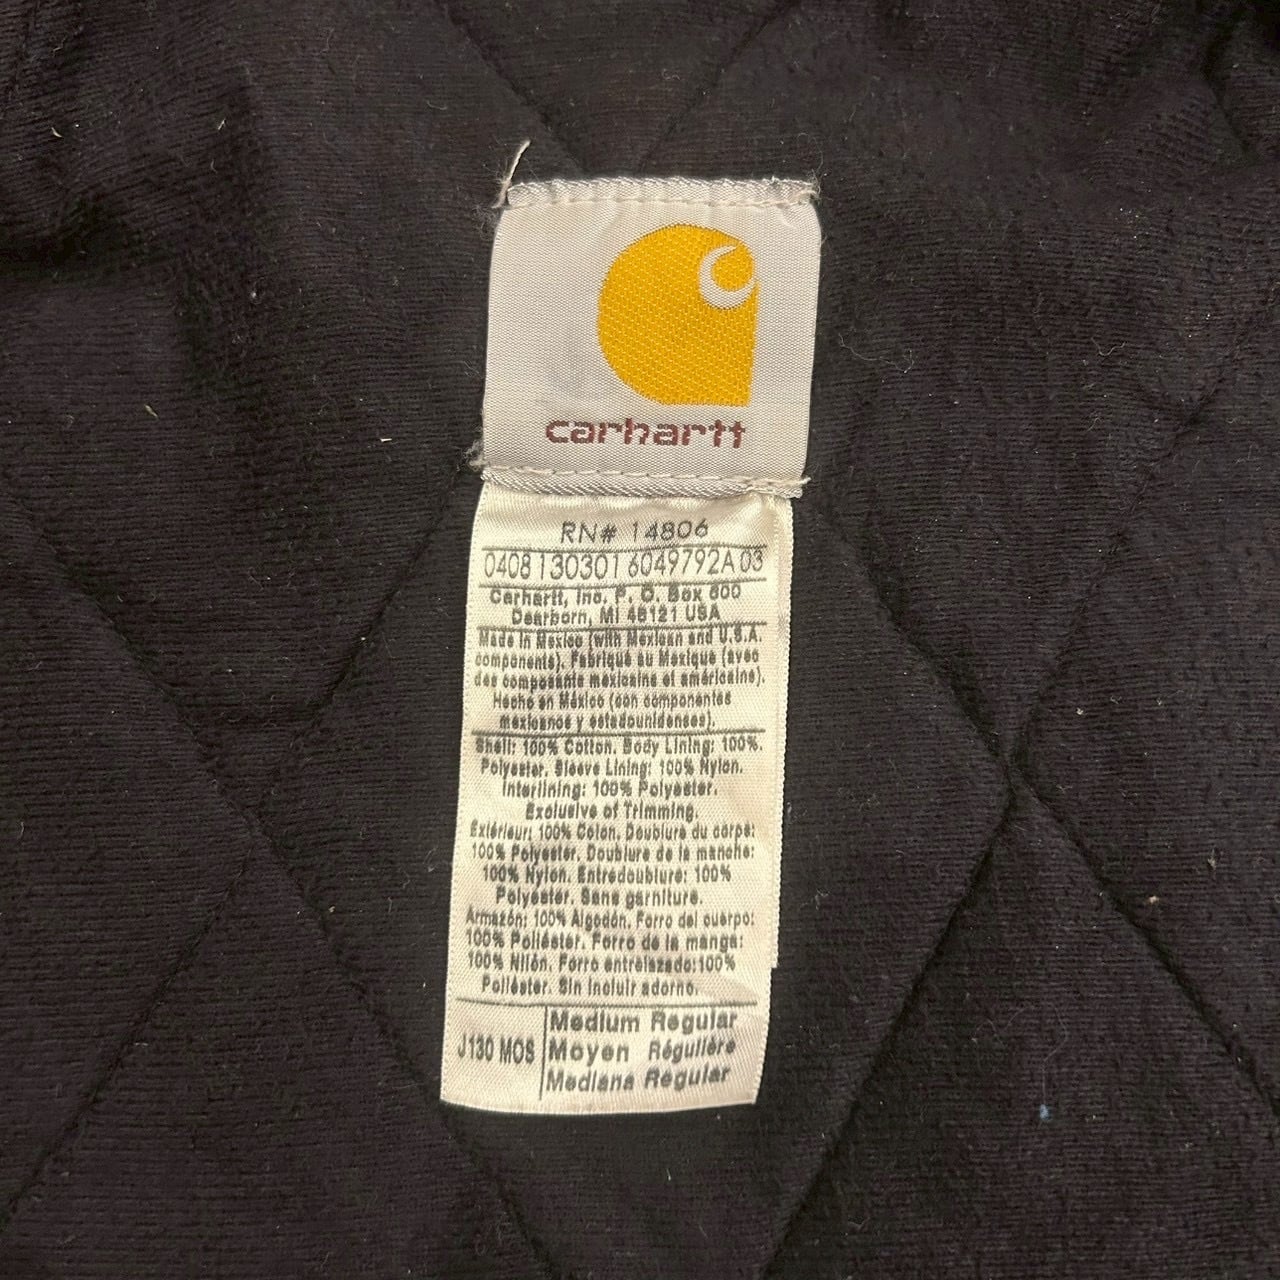 carhartt
RN# 14806
0408 130301 6049792A 03
Carhartt, Inc. P. O. Box 600
Dearborn, MI 48121 USA
Made in Mexico (with Mexican and U.S.A.
components). Fabriqué au Mexique (avec
des composants mexicains et américains).
Hecho en México (con componentes
mexicanos y estadounidenses).
Shell: 100% Cotton. Body Lining: 100%.
Polyester. Sleeve Lining: 100% Nylon.
Interlining: 100% Polyester.
Exclusive of Trimming.
Extérieur: 100% Coton. Doublure du corps:
100% Polyester. Doublure de la manche:
100% Nylon. Entredoublure: 100%
Polyester. Sans garniture.
Armazón: 100% Algodón. Forro del cuerpo:
100% Poliéster. Forro de la manga:
100% Nilón. Forro entrelazado:100%
Poliéster. Sin incluir adorno.
J130 MOS
Medium Regular
Moyen Régulière
Mediana Regular